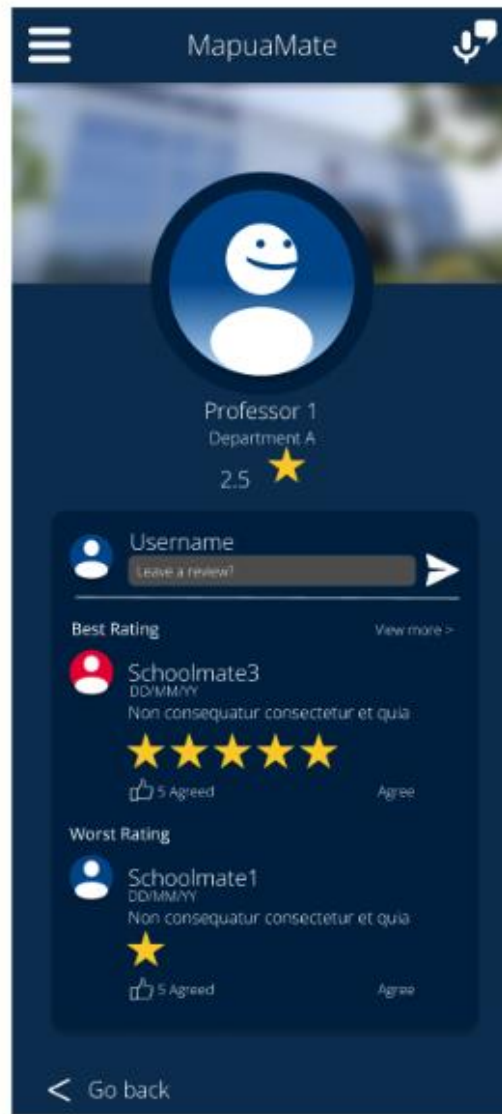 MapuaMate
Professor 1
Department A
2.5
Username
Leave a review?
Best Rating
View more >
Schoolmate3
DD/MM/YY
Non consequatur consectetur et quia
5 Agreed
Agree
Worst Rating
Schoolmate1
DD/MM/YY
Non consequatur consectetur et quia
5 Agreed
Agree
< Go back